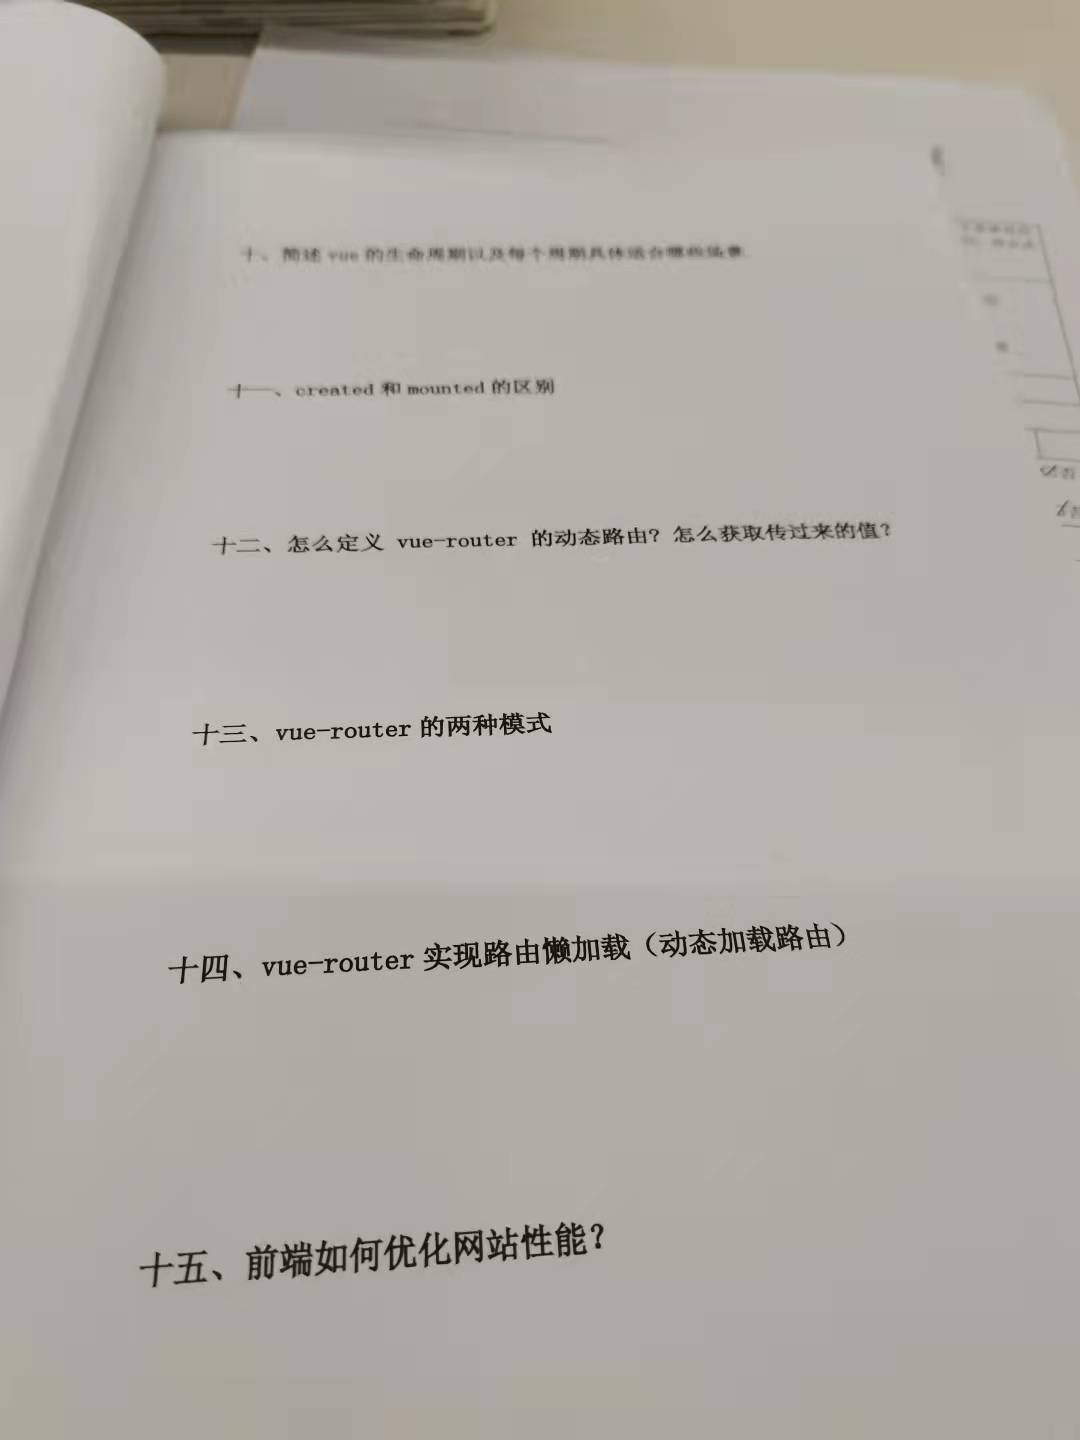 十、简述 vue 的生命周期以及每个周期具体适合哪些场景
十一、created 和 mounted 的区别
十二、怎么定义 vue-router 的动态路由？怎么获取传过来的值？
十三、vue-router 的两种模式
十四、vue-router 实现路由懒加载（动态加载路由）
十五、前端如何优化网站性能？